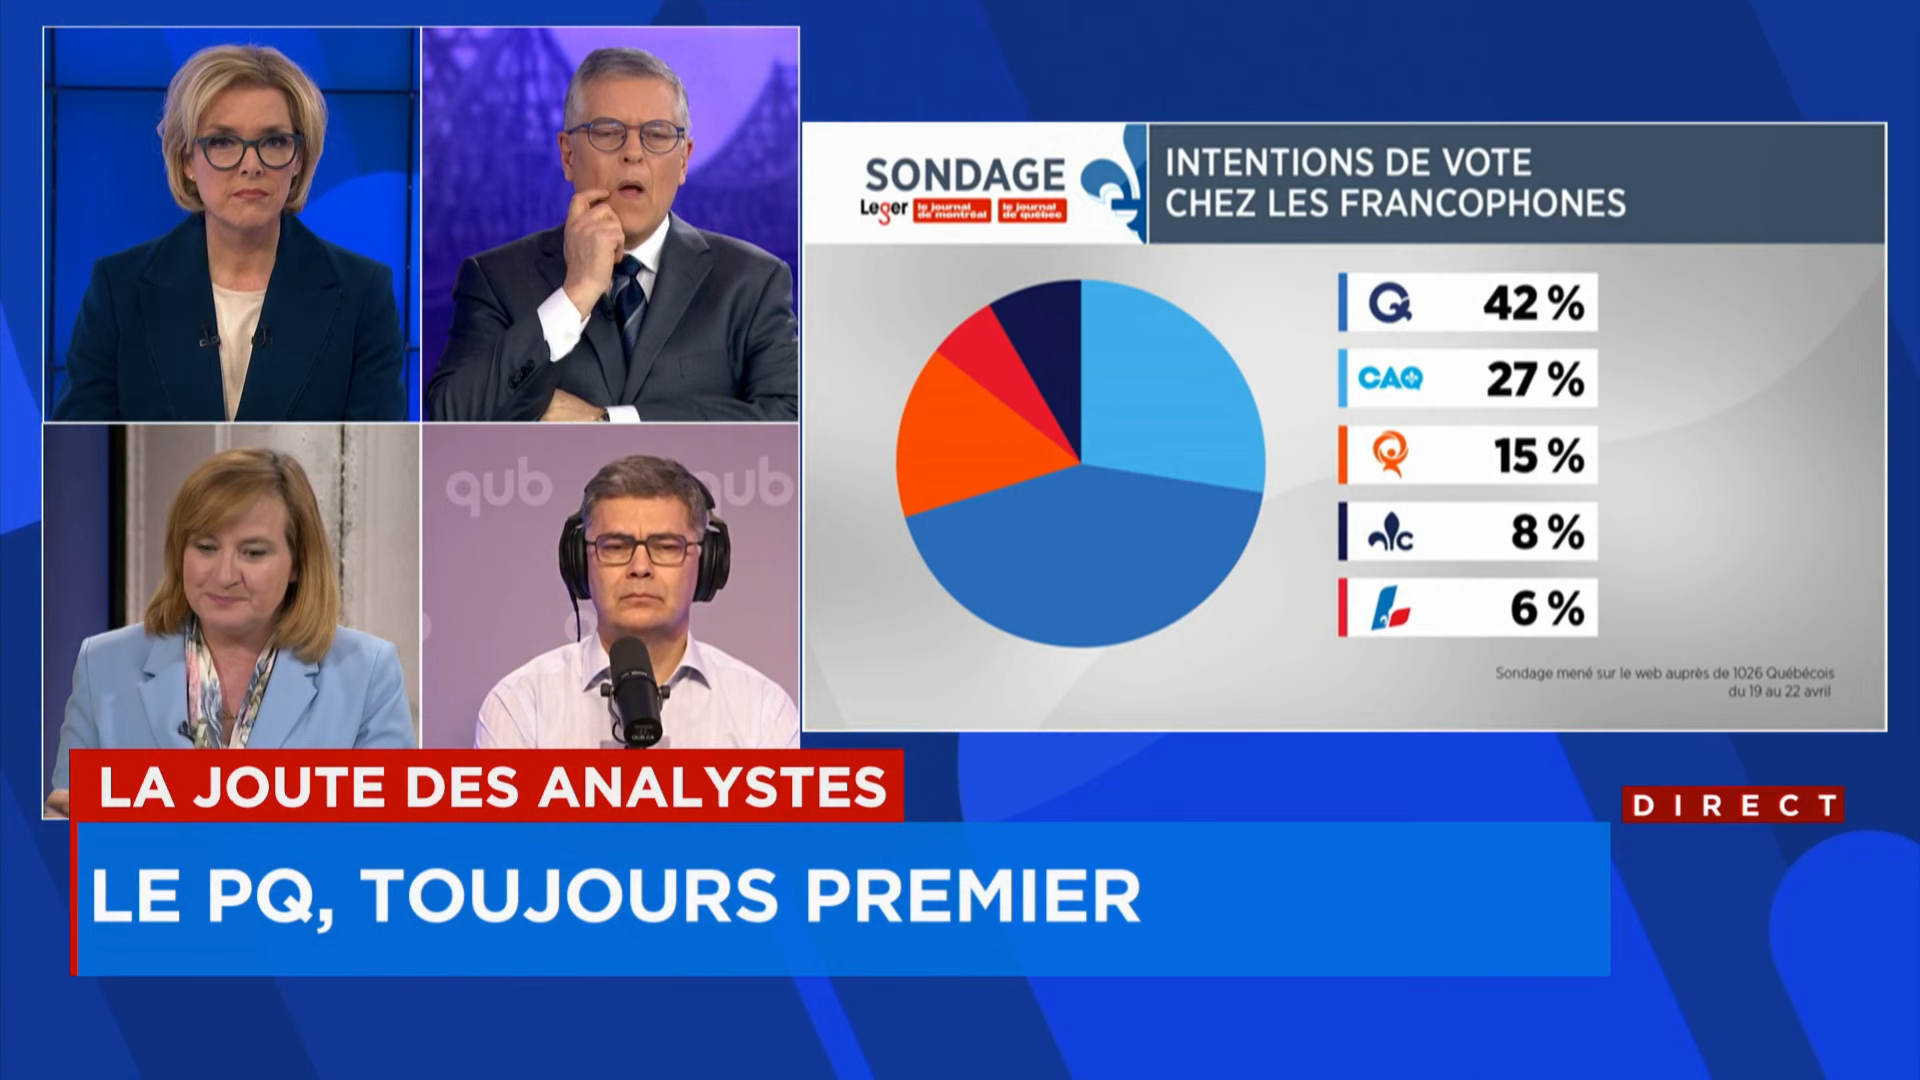 SONDAGE
Leger le journal de montréal le journal de québec
INTENTIONS DE VOTE
CHEZ LES FRANCOPHONES
42 %
CAQ 27 %
15 %
C 8 %
6 %
Sondage mené sur le web auprès de 1026 Québécois
du 19 au 22 avril
qub
qub
LA JOUTE DES ANALYSTES
DIRECT
LE PQ, TOUJOURS PREMIER